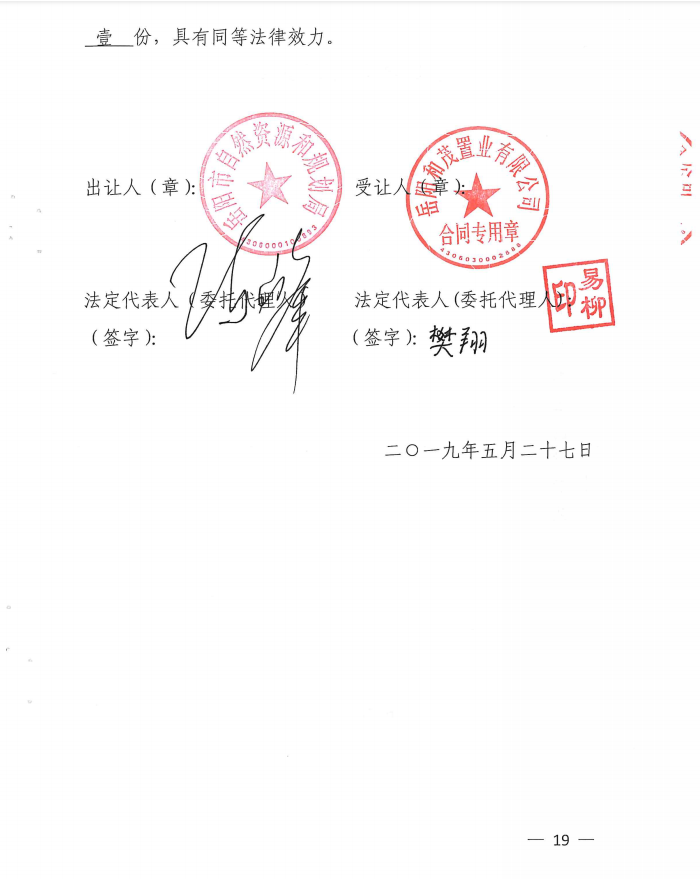 壹 份，具有同等法律效力。
岳阳市自然资源和规划局
岳阳和茂置业有限公司
合同专用章
出让人（章）： 受让人（章）：
法定代表人（委托代理人） 法定代表人(委托代理人)：
易柳印
（签字）： （签字）：樊翔
二〇一九年五月二十七日
— 19 —